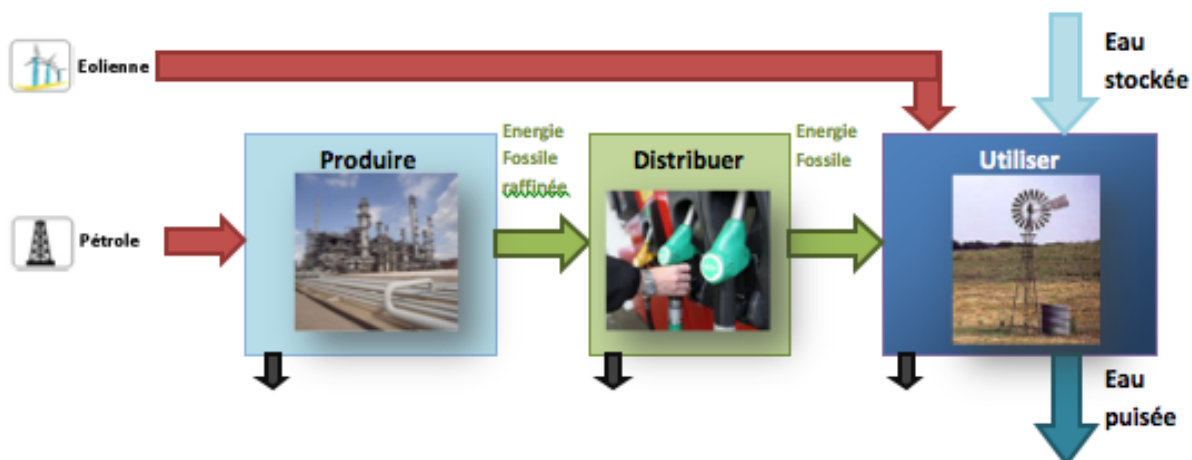 Eau
stockée
Eolienne
Energie
Fossile
raffinée
Energie
Fossile
Produire
Distribuer
Utiliser
Pétrole
Eau
puisée